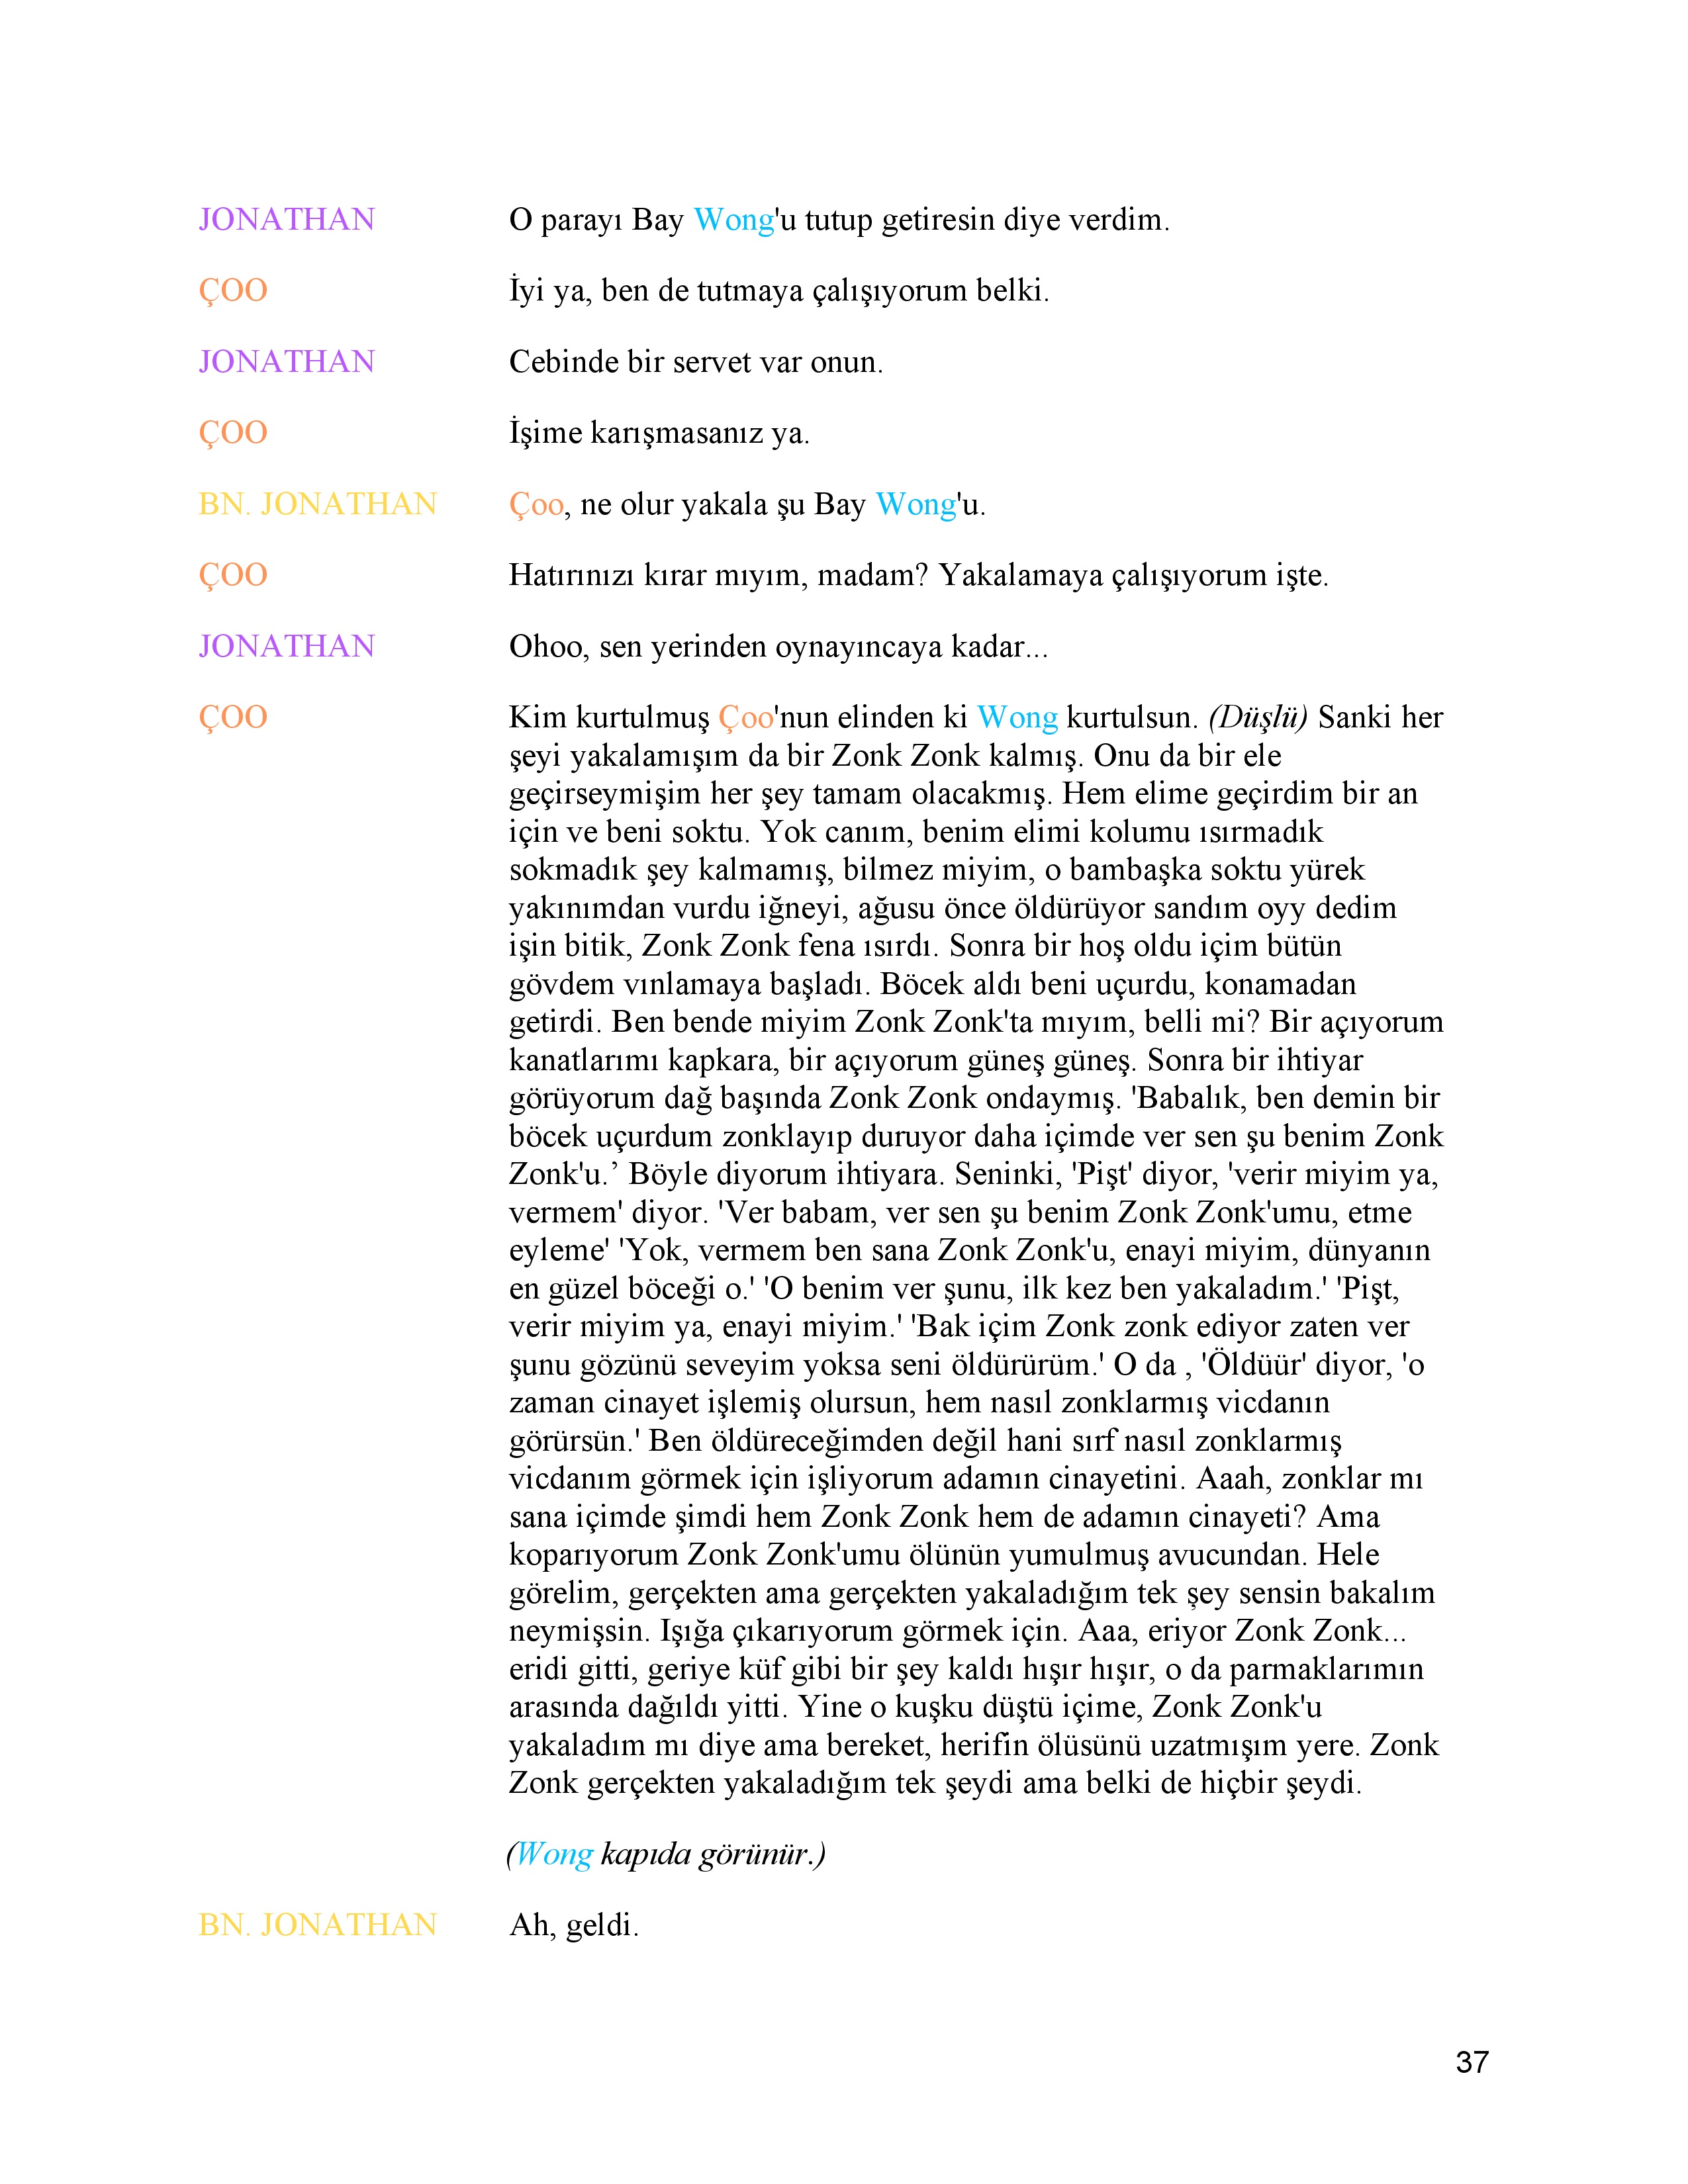 JONATHAN O parayı Bay Wong'u tutup getiresin diye verdim.
ÇOO İyi ya, ben de tutmaya çalışıyorum belki.
JONATHAN Cebinde bir servet var onun.
ÇOO İşime karışmasanız ya.
BN. JONATHAN Çoo, ne olur yakala şu Bay Wong'u.
ÇOO Hatırınızı kırar mıyım, madam? Yakalamaya çalışıyorum işte.
JONATHAN Ohoo, sen yerinden oynayıncaya kadar...
ÇOO Kim kurtulmuş Çoo'nun elinden ki Wong kurtulsun. (Düşlü) Sanki her
şeyi yakalamışım da bir Zonk Zonk kalmış. Onu da bir ele
geçirseymişim her şey tamam olacakmış. Hem elime geçirdim bir an
için ve beni soktu. Yok canım, benim elimi kolumu ısırmadık
sokmadık şey kalmamış, bilmez miyim, o bambaşka soktu yürek
yakınımdan vurdu iğneyi, ağusu önce öldürüyor sandım oyy dedim
işin bitik, Zonk Zonk fena ısırdı. Sonra bir hoş oldu içim bütün
gövdem vınlamaya başladı. Böcek aldı beni uçurdu, konamadan
getirdi. Ben bende miyim Zonk Zonk'ta mıyım, belli mi? Bir açıyorum
kanatlarımı kapkara, bir açıyorum güneş güneş. Sonra bir ihtiyar
görüyorum dağ başında Zonk Zonk ondaymış. 'Babalık, ben demin bir
böcek uçurdum zonklayıp duruyor daha içimde ver sen şu benim Zonk
Zonk'u.’ Böyle diyorum ihtiyara. Seninki, 'Pişt' diyor, 'verir miyim ya,
vermem' diyor. 'Ver babam, ver sen şu benim Zonk Zonk'umu, etme
eyleme' 'Yok, vermem ben sana Zonk Zonk'u, enayi miyim, dünyanın
en güzel böceği o.' 'O benim ver şunu, ilk kez ben yakaladım.' 'Pişt,
verir miyim ya, enayi miyim.' 'Bak içim Zonk zonk ediyor zaten ver
şunu gözünü seveyim yoksa seni öldürürüm.' O da , 'Öldüür' diyor, 'o
zaman cinayet işlemiş olursun, hem nasıl zonklarmış vicdanın
görürsün.' Ben öldüreceğimden değil hani sırf nasıl zonklarmış
vicdanım görmek için işliyorum adamın cinayetini. Aaah, zonklar mı
sana içimde şimdi hem Zonk Zonk hem de adamın cinayeti? Ama
koparıyorum Zonk Zonk'umu ölünün yumulmuş avucundan. Hele
görelim, gerçekten ama gerçekten yakaladığım tek şey sensin bakalım
neymişsin. Işığa çıkarıyorum görmek için. Aaa, eriyor Zonk Zonk...
eridi gitti, geriye küf gibi bir şey kaldı hışır hışır, o da parmaklarımın
arasında dağıldı yitti. Yine o kuşku düştü içime, Zonk Zonk'u
yakaladım mı diye ama bereket, herifin ölüsünü uzatmışım yere. Zonk
Zonk gerçekten yakaladığım tek şeydi ama belki de hiçbir şeydi.
(Wong kapıda görünür.)
BN. JONATHAN Ah, geldi.
37